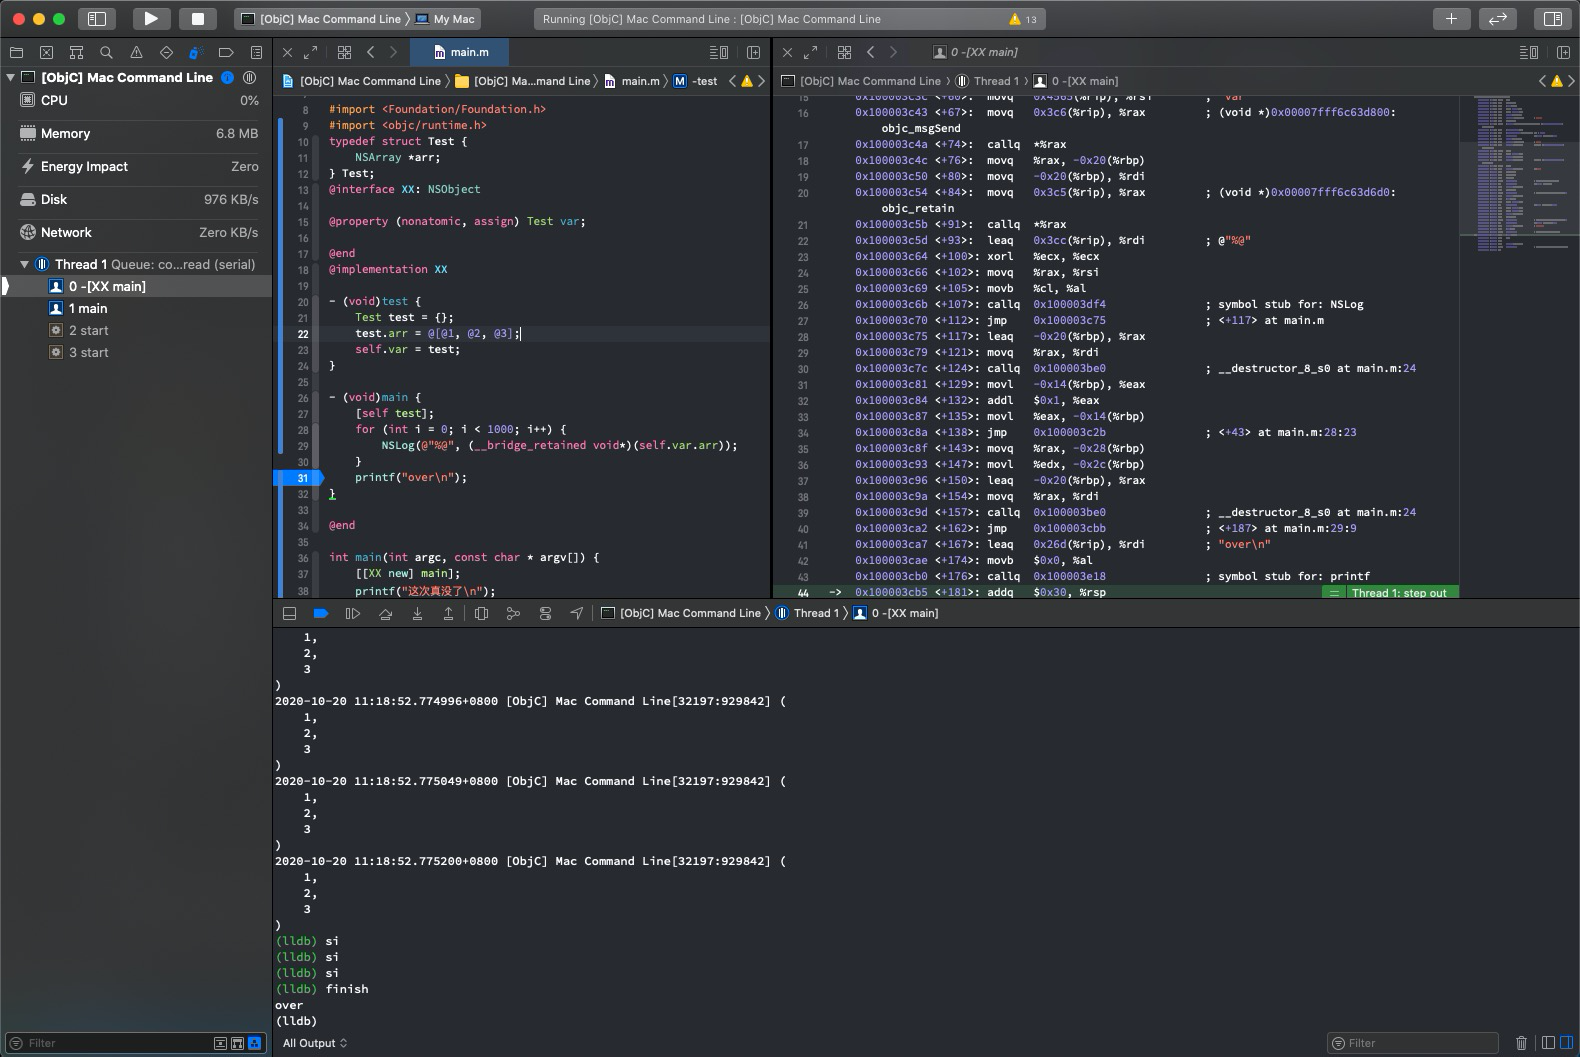 [ObjC] Mac Command Line 〉 My Mac
Running [ObjC] Mac Command Line : [ObjC] Mac Command Line
13
main.m
0 -[XX main]
[ObjC] Mac Command Line
CPU 0%
Memory 6.8 MB
Energy Impact Zero
Disk 976 KB/s
Network Zero KB/s
Thread 1 Queue: co...read (serial)
0 -[XX main]
1 main
2 start
3 start
Filter
[ObjC] Mac Command Line 〉 [ObjC] Ma...mand Line 〉 main.m 〉 M -test
8 #import <Foundation/Foundation.h>
9 #import <objc/runtime.h>
10 typedef struct Test {
11 NSArray *arr;
12 } Test;
13 @interface XX: NSObject
14
15 @property (nonatomic, assign) Test var;
16
17 @end
18 @implementation XX
19
20 - (void)test {
21 Test test = {};
22 test.arr = @[@1, @2, @3];
23 self.var = test;
24 }
25
26 - (void)main {
27 [self test];
28 for (int i = 0; i < 1000; i++) {
29 NSLog(@"%@", (__bridge_retained void*)(self.var.arr));
30 }
31 printf("over\n");
32 }
33
34 @end
35
36 int main(int argc, const char * argv[]) {
37 [[XX new] main];
38 printf("这次真没了\n");
[ObjC] Mac Command Line 〉 Thread 1 〉 0 -[XX main]
15 0x100003c3c <+60>: movq 0x4565(%rip), %rsi ; "var"
16 0x100003c43 <+67>: movq 0x3c6(%rip), %rax ; (void *)0x00007fff6c63d800:
objc_msgSend
17 0x100003c4a <+74>: callq *%rax
18 0x100003c4c <+76>: movq %rax, -0x20(%rbp)
19 0x100003c50 <+80>: movq -0x20(%rbp), %rdi
20 0x100003c54 <+84>: movq 0x3c5(%rip), %rax ; (void *)0x00007fff6c63d6d0:
objc_retain
21 0x100003c5b <+91>: callq *%rax
22 0x100003c5d <+93>: leaq 0x3cc(%rip), %rdi ; @"%@"
23 0x100003c64 <+100>: xorl %ecx, %ecx
24 0x100003c66 <+102>: movq %rax, %rsi
25 0x100003c69 <+105>: movb %cl, %al
26 0x100003c6b <+107>: callq 0x100003df4 ; symbol stub for: NSLog
27 0x100003c70 <+112>: jmp 0x100003c75 ; <+117> at main.m
28 0x100003c75 <+117>: leaq -0x20(%rbp), %rax
29 0x100003c79 <+121>: movq %rax, %rdi
30 0x100003c7c <+124>: callq 0x100003be0 ; __destructor_8_s0 at main.m:24
31 0x100003c81 <+129>: movl -0x14(%rbp), %eax
32 0x100003c84 <+132>: addl $0x1, %eax
33 0x100003c87 <+135>: movl %eax, -0x14(%rbp)
34 0x100003c8a <+138>: jmp 0x100003c2b ; <+43> at main.m:28:23
35 0x100003c8f <+143>: movq %rax, -0x28(%rbp)
36 0x100003c93 <+147>: movl %edx, -0x2c(%rbp)
37 0x100003c96 <+150>: leaq -0x20(%rbp), %rax
38 0x100003c9a <+154>: movq %rax, %rdi
39 0x100003c9d <+157>: callq 0x100003be0 ; __destructor_8_s0 at main.m:24
40 0x100003ca2 <+162>: jmp 0x100003cbb ; <+187> at main.m:29:9
41 0x100003ca7 <+167>: leaq 0x26d(%rip), %rdi ; "over\n"
42 0x100003cae <+174>: movb $0x0, %al
43 0x100003cb0 <+176>: callq 0x100003e18 ; symbol stub for: printf
44 -> 0x100003cb5 <+181>: addq $0x30, %rsp = Thread 1: step out
[ObjC] Mac Command Line 〉 Thread 1 〉 0 -[XX main]
1,
2,
3
)
2020-10-20 11:18:52.774996+0800 [ObjC] Mac Command Line[32197:929842] (
1,
2,
3
)
2020-10-20 11:18:52.775049+0800 [ObjC] Mac Command Line[32197:929842] (
1,
2,
3
)
2020-10-20 11:18:52.775200+0800 [ObjC] Mac Command Line[32197:929842] (
1,
2,
3
)
(lldb) si
(lldb) si
(lldb) si
(lldb) finish
over
(lldb)
All Output
Filter